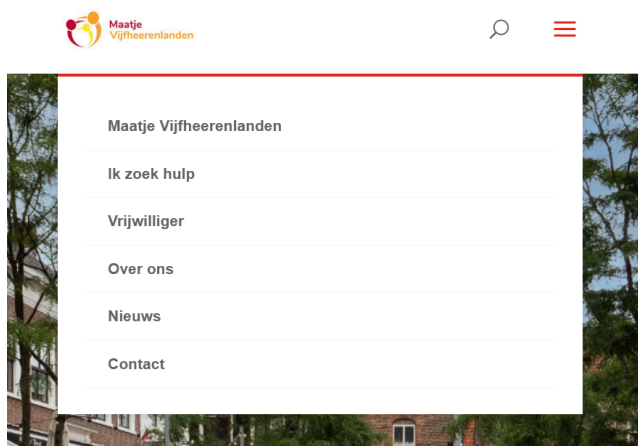 Maatje
Vijfheerenlanden
Maatje Vijfheerenlanden
Ik zoek hulp
Vrijwilliger
Over ons
Nieuws
Contact